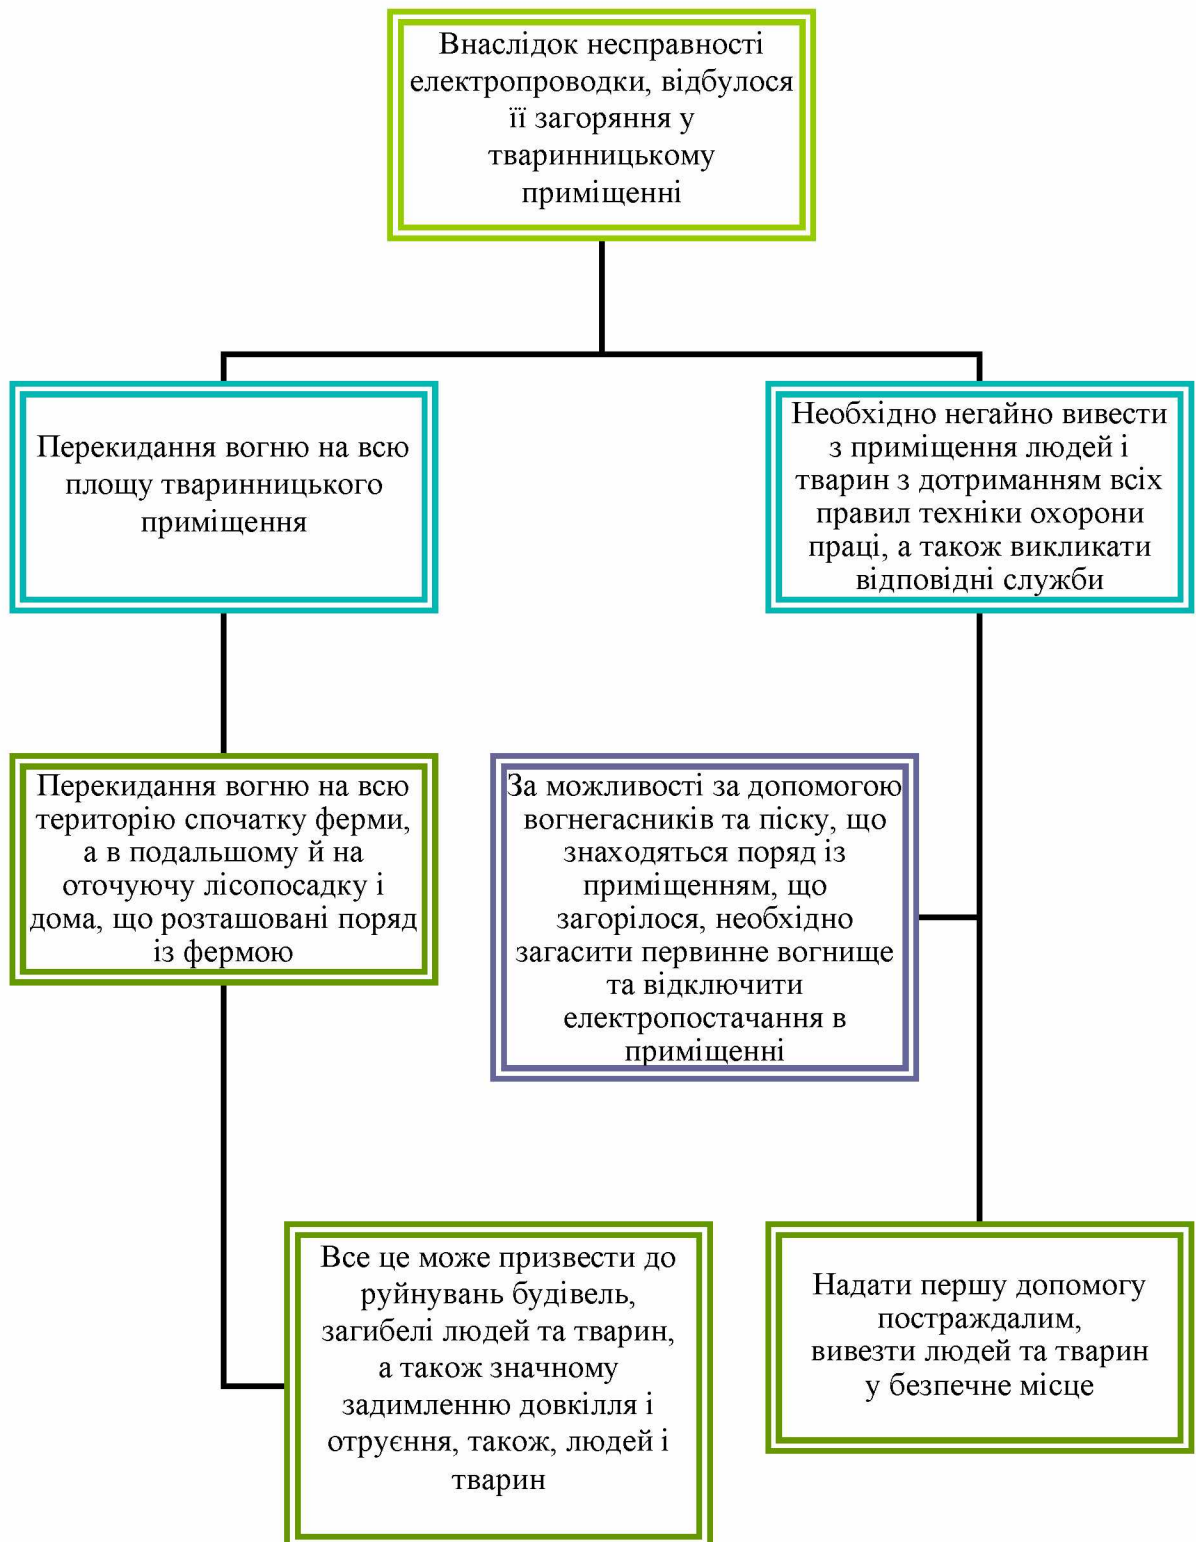 Внаслідок несправності
електропроводки, відбулося
її загоряння у
тваринницькому
приміщенні
Перекидання вогню на всю
площу тваринницького
приміщення
Необхідно негайно вивести
з приміщення людей і
тварин з дотриманням всіх
правил техніки охорони
праці, а також викликати
відповідні служби
Перекидання вогню на всю
територію спочатку ферми,
а в подальшому й на
оточуючу лісопосадку і
дома, що розташовані поряд
із фермою
За можливості за допомогою
вогнегасників та піску, що
знаходяться поряд із
приміщенням, що
загорілося, необхідно
загасити первинне вогнище
та відключити
електропостачання в
приміщенні
Все це може призвести до
руйнувань будівель,
загибелі людей та тварин,
а також значному
задимленню довкілля і
отруєння, також, людей і
тварин
Надати першу допомогу
постраждалим,
вивезти людей та тварин
у безпечне місце